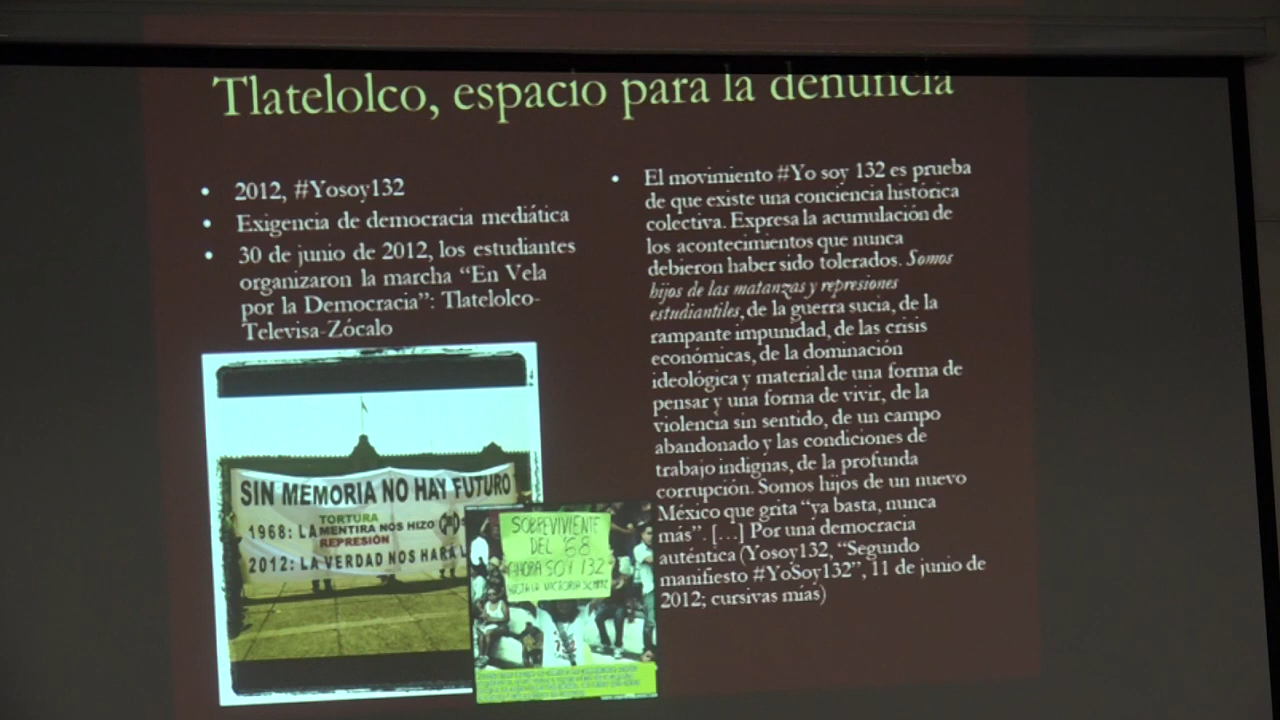 Tlatelolco, espacio para la denuncia
• 2012, #Yosoy132
• Exigencia de democracia mediática
• 30 de junio de 2012, los estudiantes
organizaron la marcha “En Vela
por la Democracia”: Tlatelolco-
Televisa-Zócalo
SIN MEMORIA NO HAY FUTURO
1968: LA
TORTURA
MENTIRA NOS HIZO
REPRESIÓN
2012: LA VERDAD NOS HARÁ
SOBREVIVIENTE
DEL '68
AHORA SOY 132
• El movimiento #Yo soy 132 es prueba
de que existe una conciencia histórica
colectiva. Expresa la acumulación de
los acontecimientos que nunca
debieron haber sido tolerados. Somos
hijos de las matanzas y represiones
estudiantiles, de la guerra sucia, de la
rampante impunidad, de las crisis
económicas, de la dominación
ideológica y material de una forma de
pensar y una forma de vivir, de la
violencia sin sentido, de un campo
abandonado y las condiciones de
trabajo indignas, de la profunda
corrupción. Somos hijos de un nuevo
México que grita “ya basta, nunca
más”. […] Por una democracia
auténtica (Yosoy132, “Segundo
manifiesto #YoSoy132”, 11 de junio de
2012; cursivas mías)